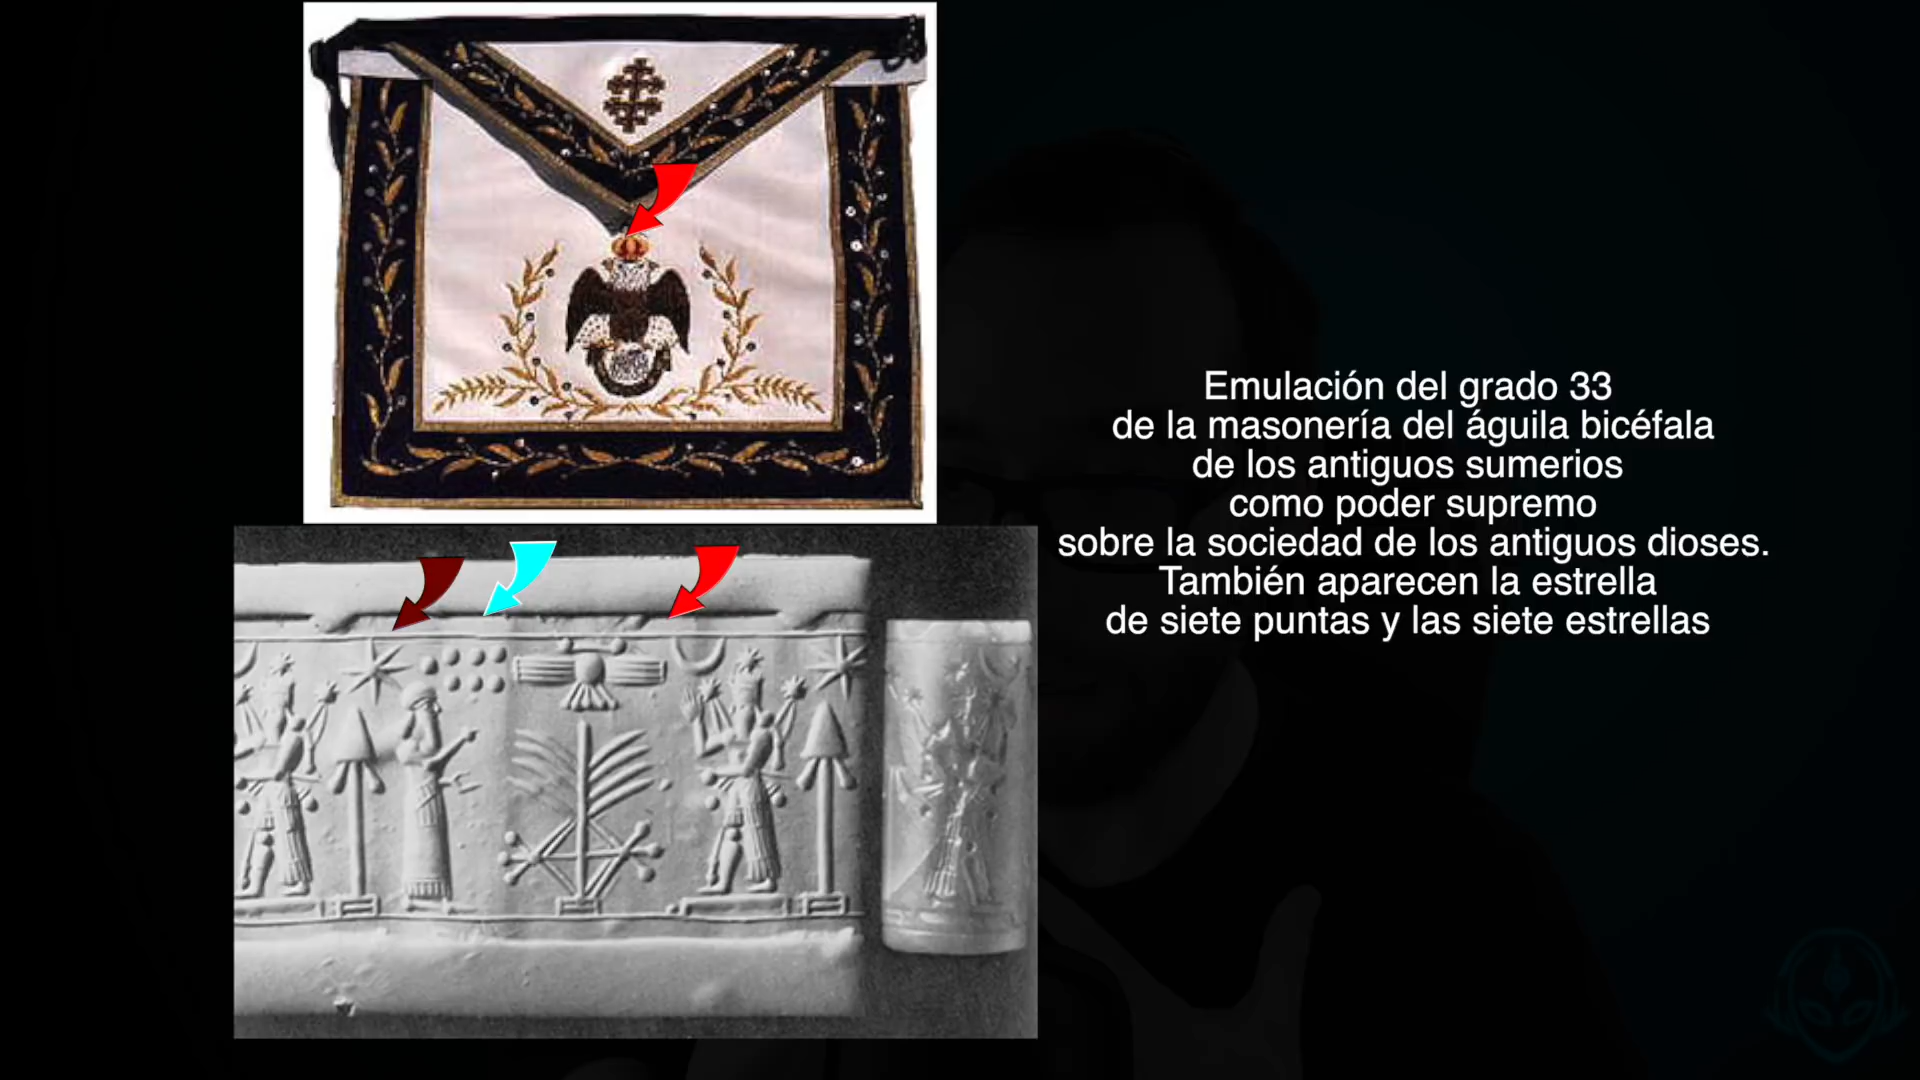 Emulación del grado 33
de la masonería del águila bicéfala
de los antiguos sumerios
como poder supremo
sobre la sociedad de los antiguos dioses.
También aparecen la estrella
de siete puntas y las siete estrellas